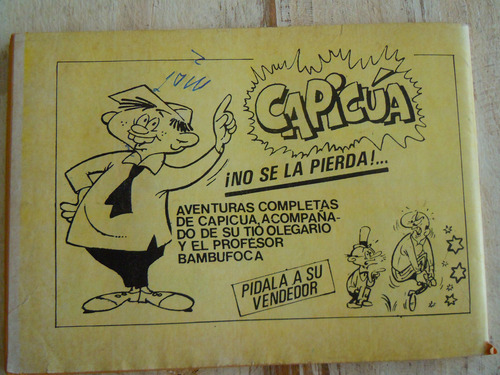 CAPICÚA
¡NO SE LA PIERDA!...
AVENTURAS COMPLETAS
DE CAPICUA, ACOMPAÑA-
DO DE SU TIO OLEGARIO
Y EL PROFESOR
BAMBUFOCA
PIDALA A SU
VENDEDOR